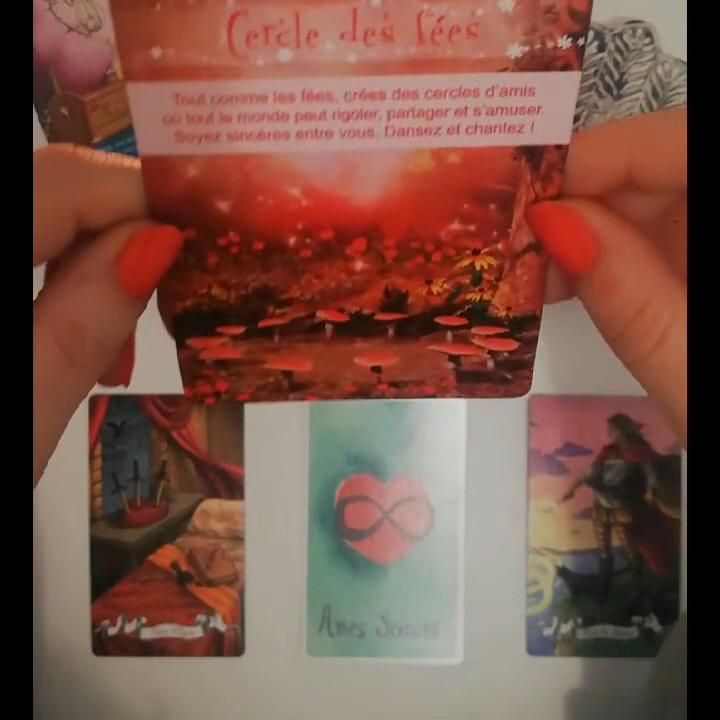 Cercle des fées
Tout comme les fées, crées des cercles d'amis
où tout le monde peut rigoler, partager et s'amuser.
Soyez sincères entre vous. Dansez et chantez !
Âmes